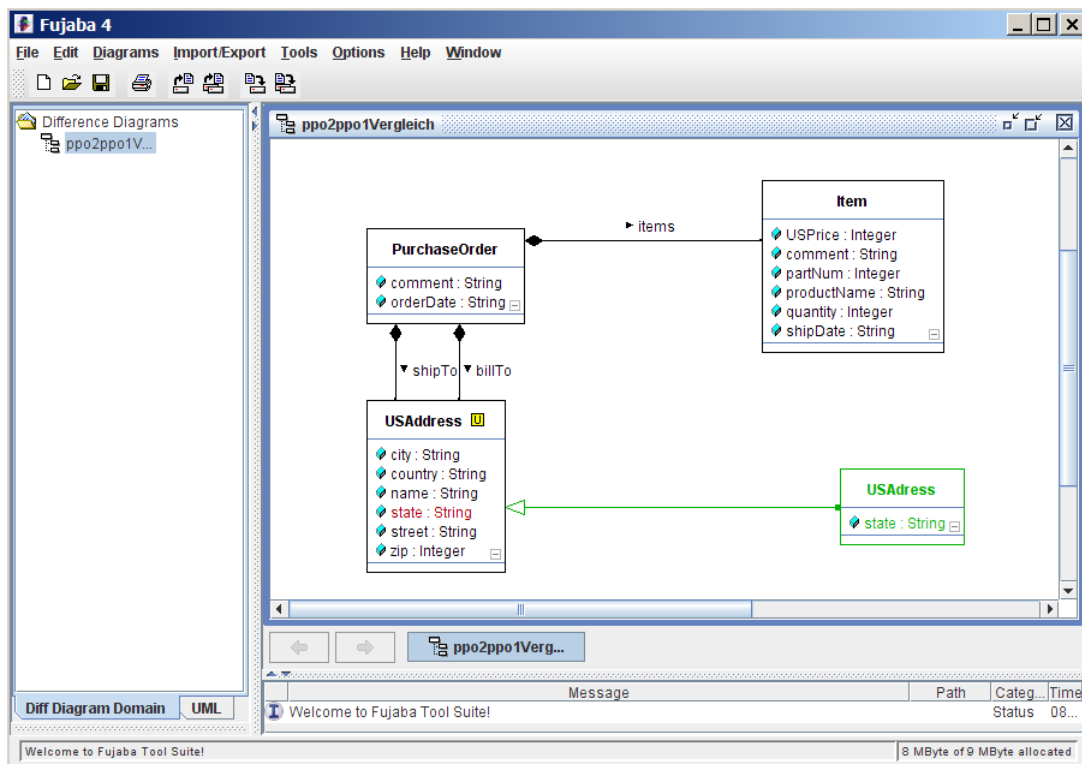 Fujaba 4
File Edit Diagrams Import/Export Tools Options Help Window
Difference Diagrams
ppo2ppo1V...
ppo2ppo1Vergleich
Item
USPrice : Integer
comment : String
partNum : Integer
productName : String
quantity : Integer
shipDate : String
items
PurchaseOrder
comment : String
orderDate : String
shipTo
billTo
USAddress U
city : String
country : String
name : String
state : String
street : String
zip : Integer
USAdress
state : String
ppo2ppo1Verg...
Diff Diagram Domain UML
Message Path Categ... Time
I Welcome to Fujaba Tool Suite! Status 08...
Welcome to Fujaba Tool Suite! 8 MByte of 9 MByte allocated